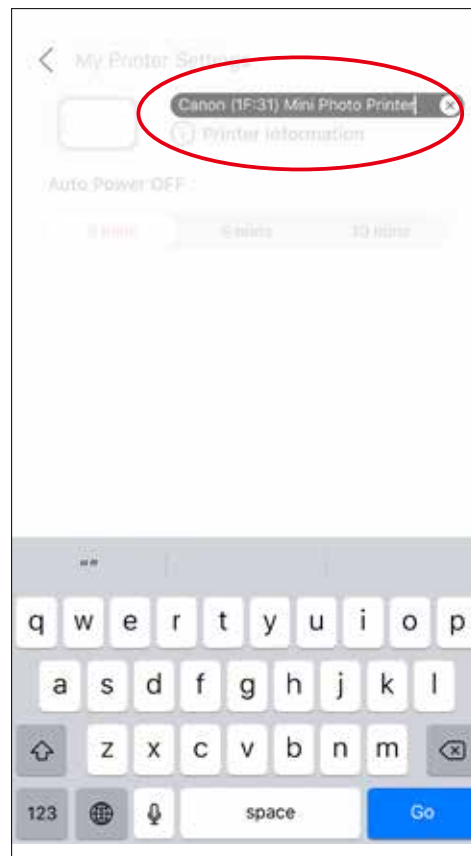 My Printer Settings
Canon (1F:31) Mini Photo Printer
Printer information
Auto Power OFF :
3 mins 5 mins 10 mins
""
q w e r t y u i o p
a s d f g h j k l
z x c v b n m
123 space Go